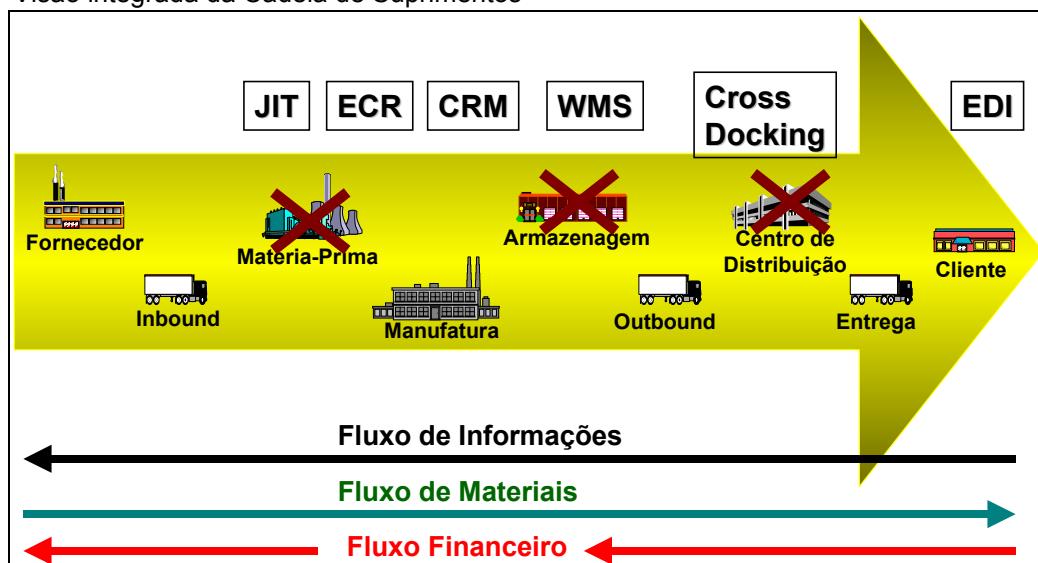 Visão integrada da Cadeia de Suprimentos
JIT
ECR
CRM
WMS
Cross
Docking
EDI
Fornecedor
Matéria-Prima
Armazenagem
Centro de
Distribuição
Cliente
Inbound
Manufatura
Outbound
Entrega
Fluxo de Informações
Fluxo de Materiais
Fluxo Financeiro